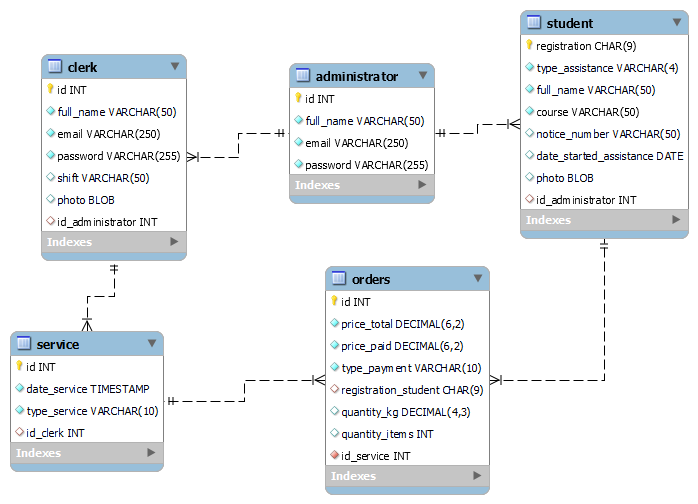 clerk
id INT
full_name VARCHAR(50)
email VARCHAR(250)
password VARCHAR(255)
shift VARCHAR(50)
photo BLOB
id_administrator INT
Indexes
administrator
id INT
full_name VARCHAR(50)
email VARCHAR(250)
password VARCHAR(255)
Indexes
student
registration CHAR(9)
type_assistance VARCHAR(4)
full_name VARCHAR(50)
course VARCHAR(50)
notice_number VARCHAR(50)
date_started_assistance DATE
photo BLOB
id_administrator INT
Indexes
service
id INT
date_service TIMESTAMP
type_service VARCHAR(10)
id_clerk INT
Indexes
orders
id INT
price_total DECIMAL(6,2)
price_paid DECIMAL(6,2)
type_payment VARCHAR(10)
registration_student CHAR(9)
quantity_kg DECIMAL(4,3)
quantity_items INT
id_service INT
Indexes